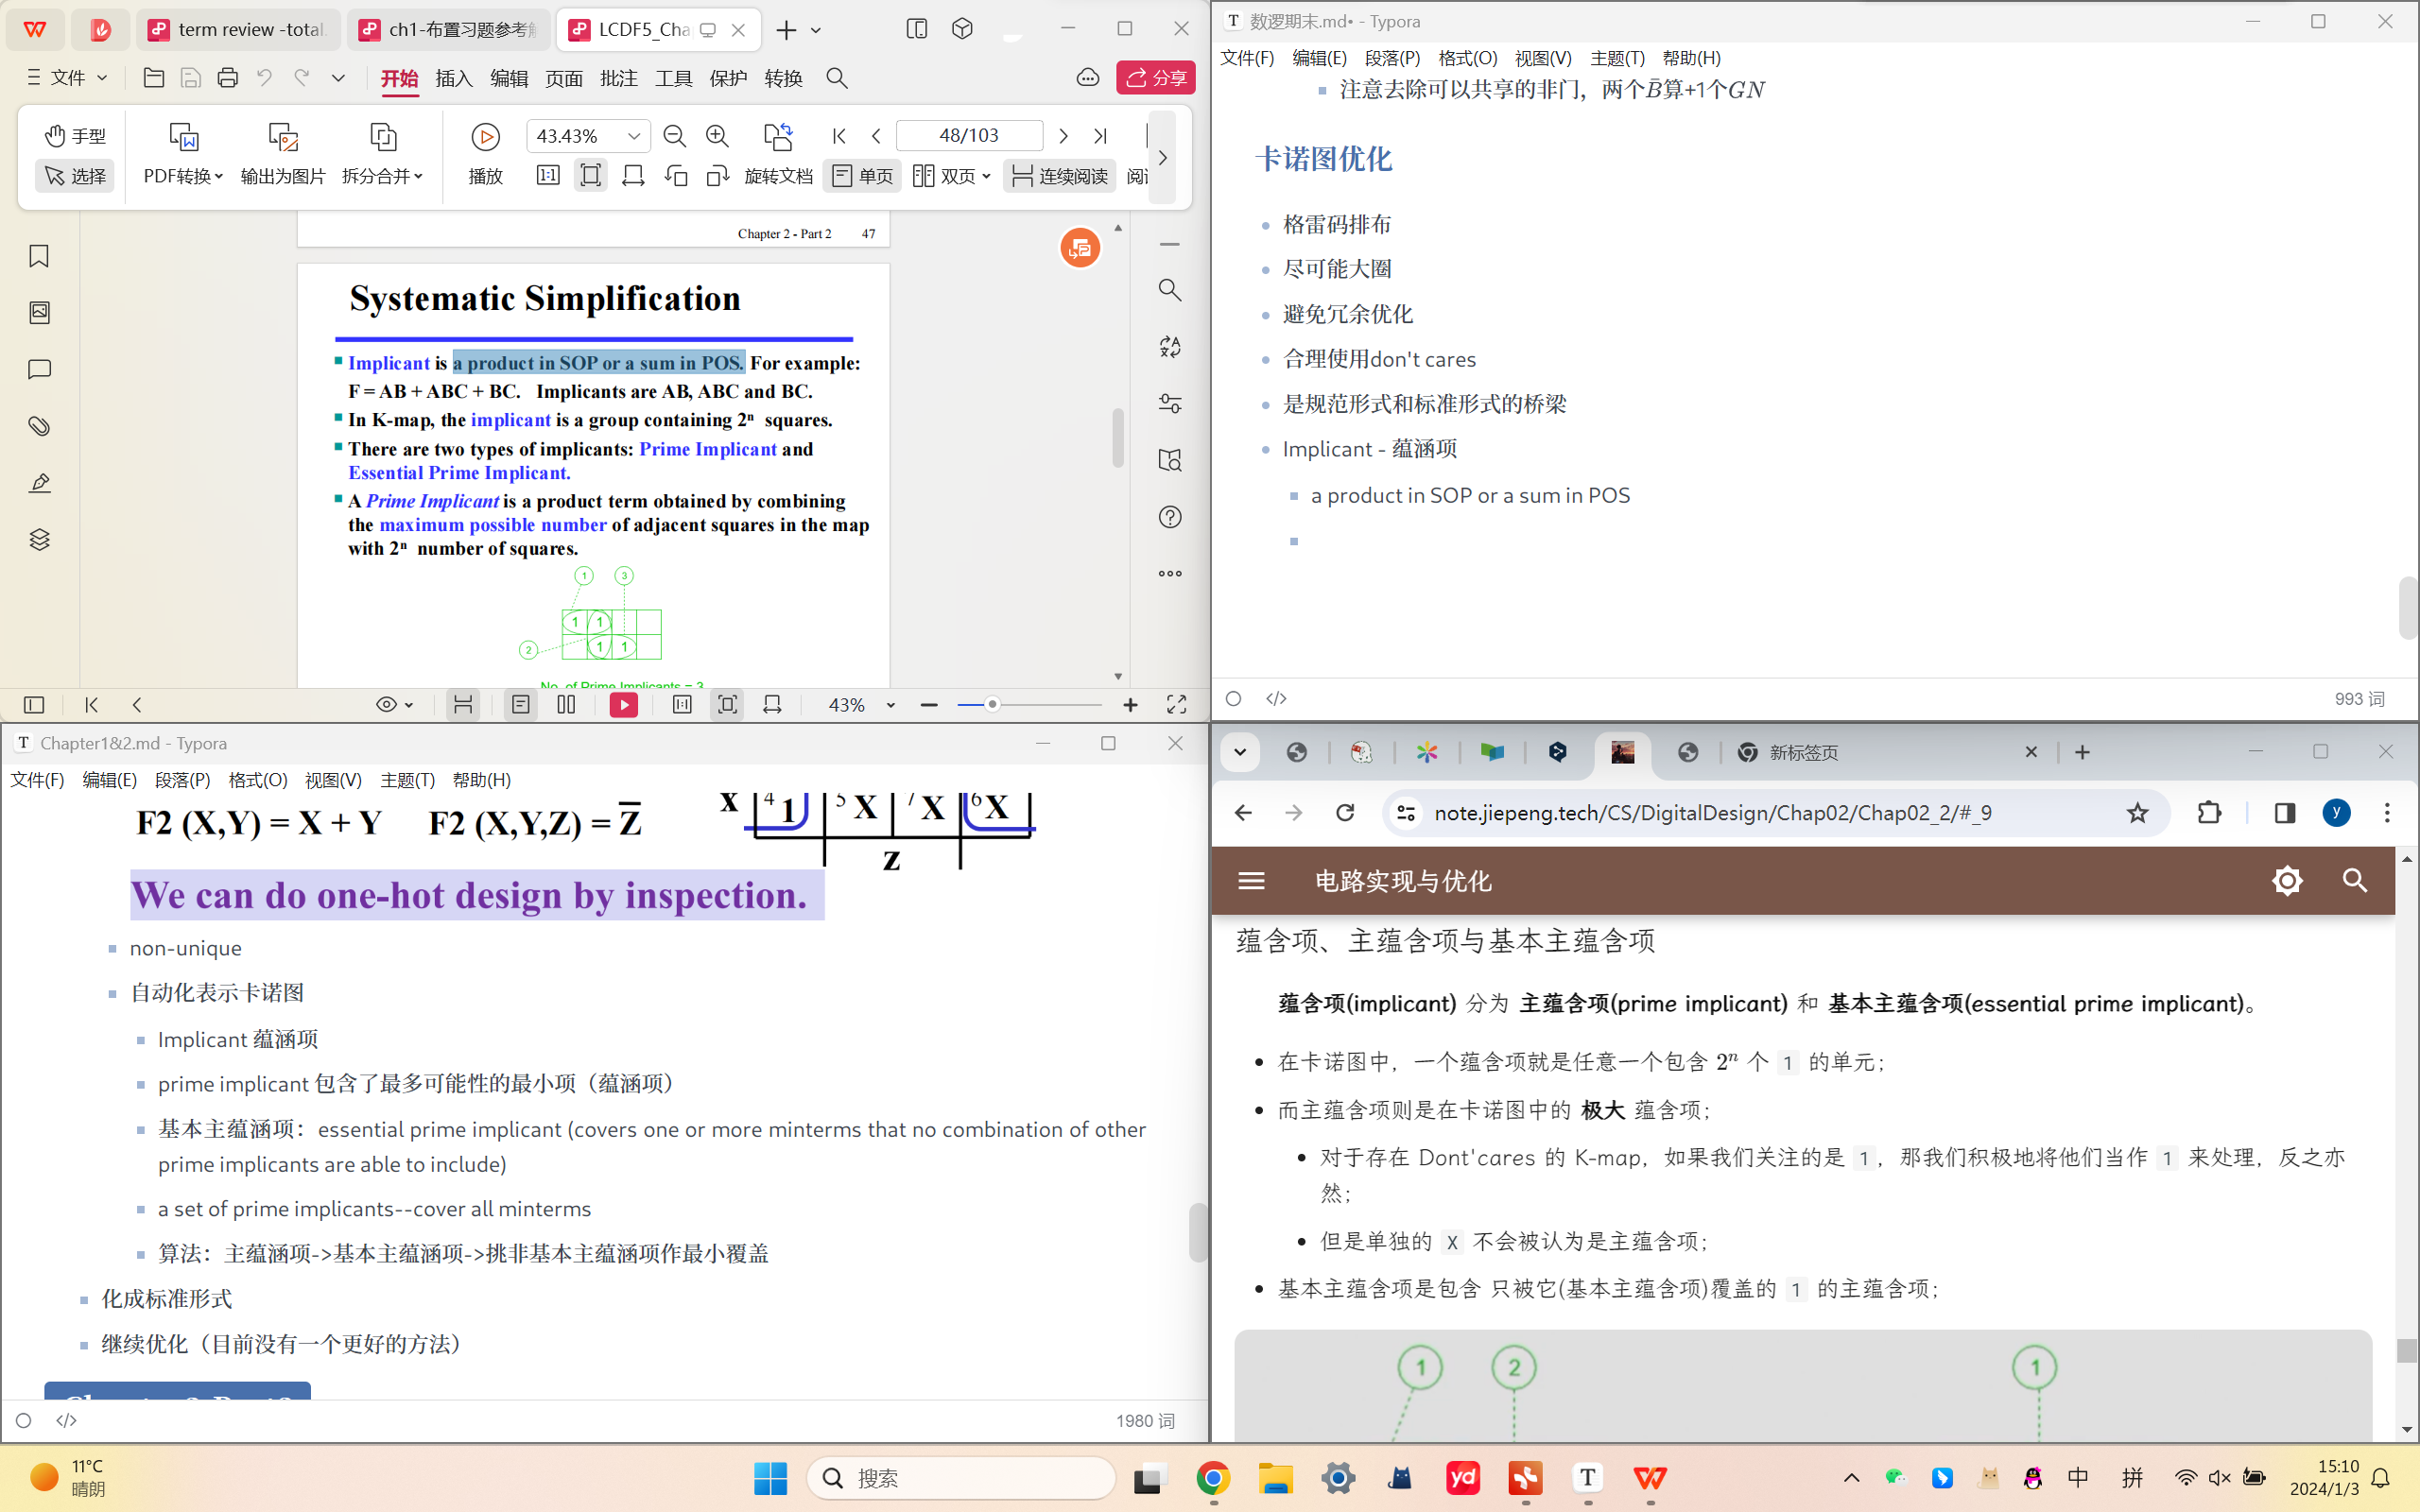 term review -total
ch1-布置习题参考解
LCDF5_Cha
文件
开始 插入 编辑 页面 批注 工具 保护 转换
分享
手型
选择
PDF转换
输出为图片
拆分合并
播放
43.43%
48/103
旋转文档
单页
双页
连续阅读
Chapter 2 - Part 2 47
Systematic Simplification
Implicant is a product in SOP or a sum in POS. For example:
F = AB + ABC + BC. Implicants are AB, ABC and BC.
In K-map, the implicant is a group containing 2ⁿ squares.
There are two types of implicants: Prime Implicant and
Essential Prime Implicant.
A Prime Implicant is a product term obtained by combining
the maximum possible number of adjacent squares in the map
with 2ⁿ number of squares.
1 3
1 1
2 1 1
No. of Prime Implicants = 3
43%
数逻期末.md• - Typora
文件(F) 编辑(E) 段落(P) 格式(O) 视图(V) 主题(T) 帮助(H)
注意去除可以共享的非门，两个B̄算+1个GN
卡诺图优化
格雷码排布
尽可能大圈
避免冗余优化
合理使用don't cares
是规范形式和标准形式的桥梁
Implicant - 蕴涵项
a product in SOP or a sum in POS
993 词
Chapter1&2.md - Typora
文件(F) 编辑(E) 段落(P) 格式(O) 视图(V) 主题(T) 帮助(H)
F2 (X,Y) = X + Y F2 (X,Y,Z) = Z̅
X 4 1 5 X 7 X 6 X
Z
We can do one-hot design by inspection.
non-unique
自动化表示卡诺图
Implicant 蕴涵项
prime implicant 包含了最多可能性的最小项（蕴涵项）
基本主蕴涵项：essential prime implicant (covers one or more minterms that no combination of other
prime implicants are able to include)
a set of prime implicants--cover all minterms
算法：主蕴涵项->基本主蕴涵项->挑非基本主蕴涵项作最小覆盖
化成标准形式
继续优化（目前没有一个更好的方法）
1980 词
新标签页
note.jiepeng.tech/CS/DigitalDesign/Chap02/Chap02_2/#_9
y
电路实现与优化
蕴含项、主蕴含项与基本主蕴含项
蕴含项(implicant) 分为 主蕴含项(prime implicant) 和 基本主蕴含项(essential prime implicant)。
在卡诺图中，一个蕴含项就是任意一个包含 2ⁿ 个 1 的单元；
而主蕴含项则是在卡诺图中的 极大 蕴含项；
对于存在 Dont'cares 的 K-map，如果我们关注的是 1，那我们积极地将他们当作 1 来处理，反之亦
然；
但是单独的 X 不会被认为是主蕴含项；
基本主蕴含项是包含 只被它(基本主蕴含项)覆盖的 1 的主蕴含项；
1 2 1
11°C
晴朗
搜索
yd
中 拼
15:10
2024/1/3